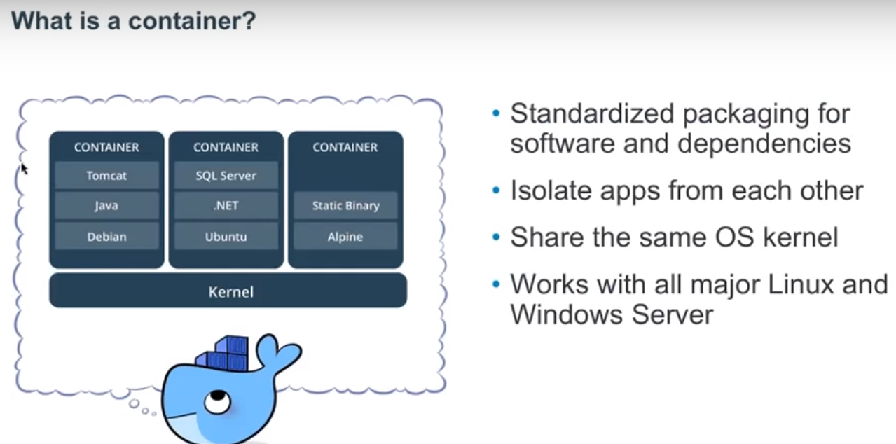 What is a container?
CONTAINER
Tomcat
Java
Debian
CONTAINER
SQL Server
.NET
Ubuntu
CONTAINER
Static Binary
Alpine
Kernel
• Standardized packaging for
software and dependencies
• Isolate apps from each other
• Share the same OS kernel
• Works with all major Linux and
Windows Server